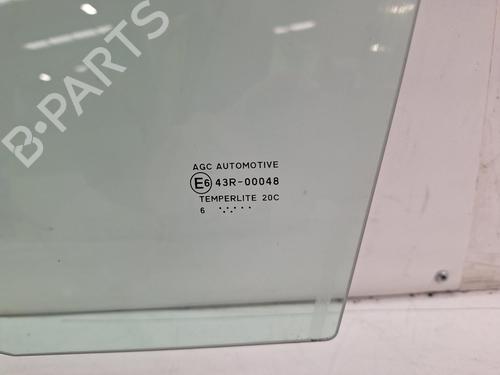 B-PARTS
AGC AUTOMOTIVE
E6 43R-00048
TEMPERLITE 20C
6